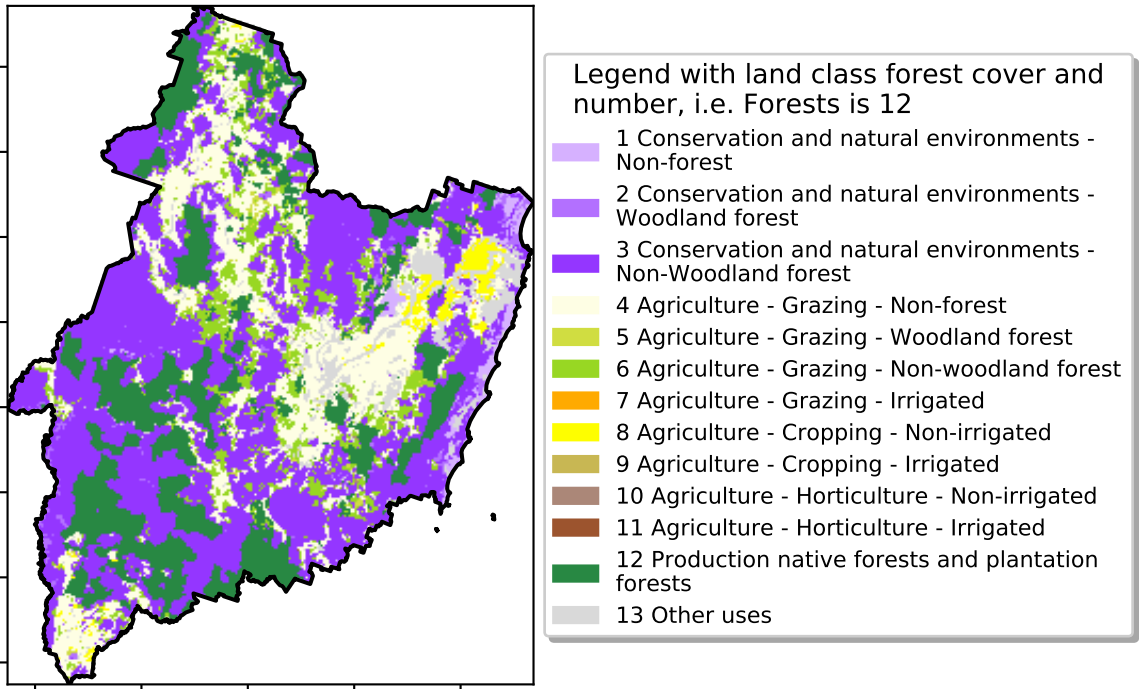 Legend with land class forest cover and
number, i.e. Forests is 12
1 Conservation and natural environments -
Non-forest
2 Conservation and natural environments -
Woodland forest
3 Conservation and natural environments -
Non-Woodland forest
4 Agriculture - Grazing - Non-forest
5 Agriculture - Grazing - Woodland forest
6 Agriculture - Grazing - Non-woodland forest
7 Agriculture - Grazing - Irrigated
8 Agriculture - Cropping - Non-irrigated
9 Agriculture - Cropping - Irrigated
10 Agriculture - Horticulture - Non-irrigated
11 Agriculture - Horticulture - Irrigated
12 Production native forests and plantation
forests
13 Other uses